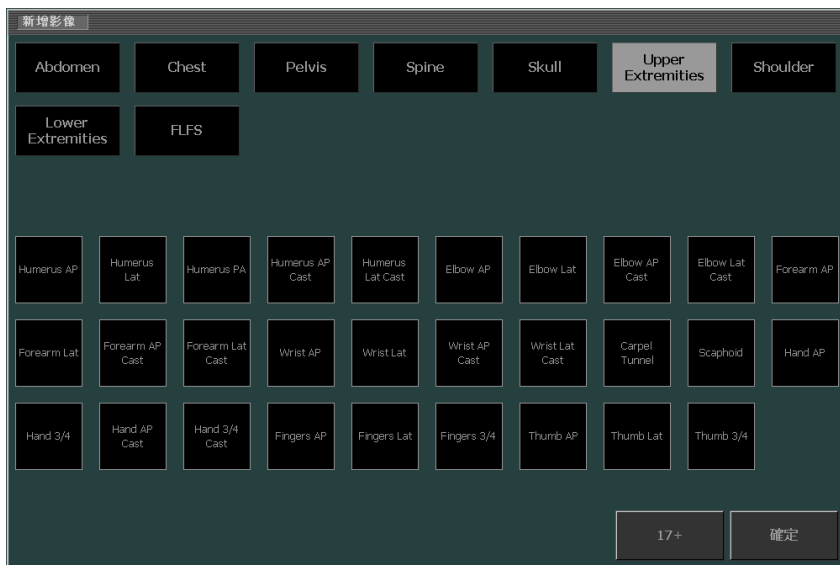 新增影像
Abdomen
Chest
Pelvis
Spine
Skull
Upper
Extremities
Shoulder
Lower
Extremities
FLFS
Humerus AP
Humerus
Lat
Humerus PA
Humerus AP
Cast
Humerus
Lat Cast
Elbow AP
Elbow Lat
Elbow AP
Cast
Elbow Lat
Cast
Forearm AP
Forearm Lat
Forearm AP
Cast
Forearm Lat
Cast
Wrist AP
Wrist Lat
Wrist AP
Cast
Wrist Lat
Cast
Carpel
Tunnel
Scaphoid
Hand AP
Hand 3/4
Hand AP
Cast
Hand 3/4
Cast
Fingers AP
Fingers Lat
Fingers 3/4
Thumb AP
Thumb Lat
Thumb 3/4
17+
確定